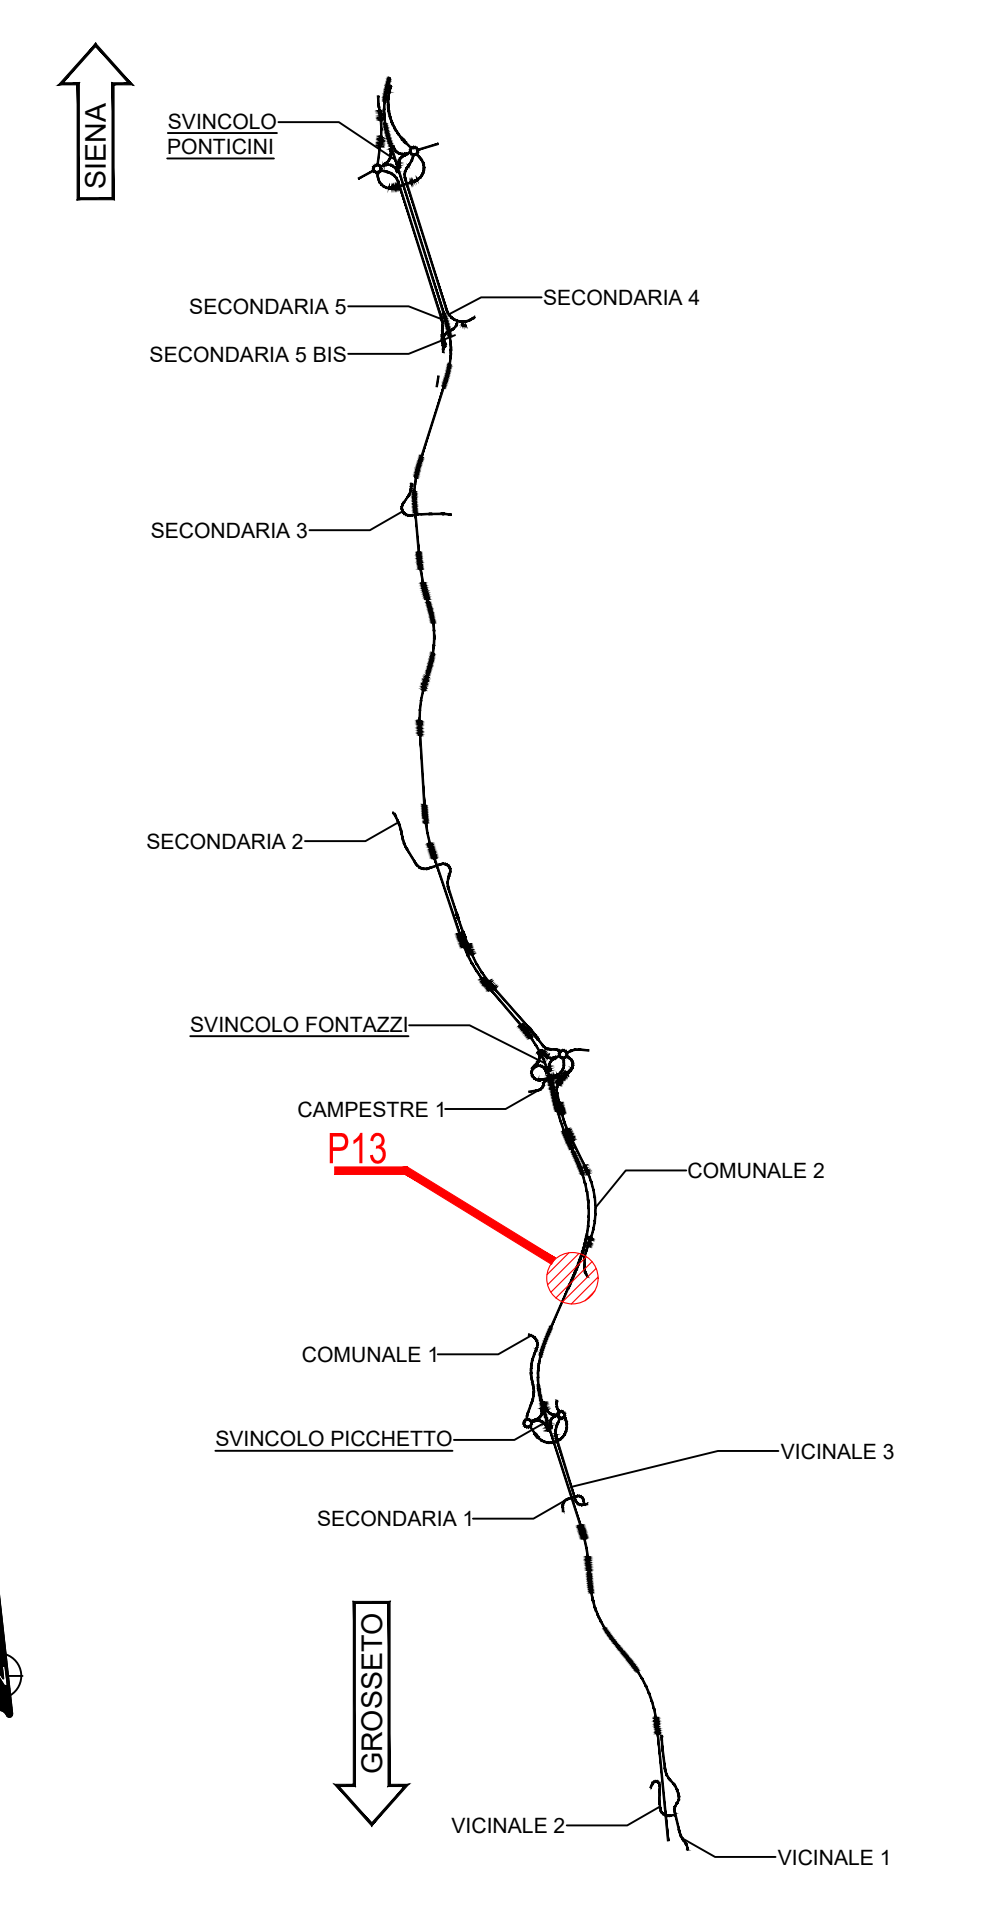 SIENA
SVINCOLO
PONTICINI
SECONDARIA 4
SECONDARIA 5
SECONDARIA 5 BIS
SECONDARIA 3
SECONDARIA 2
SVINCOLO FONTAZZI
CAMPESTRE 1
P13
COMUNALE 2
COMUNALE 1
SVINCOLO PICCHETTO
VICINALE 3
SECONDARIA 1
GROSSETO
VICINALE 2
VICINALE 1